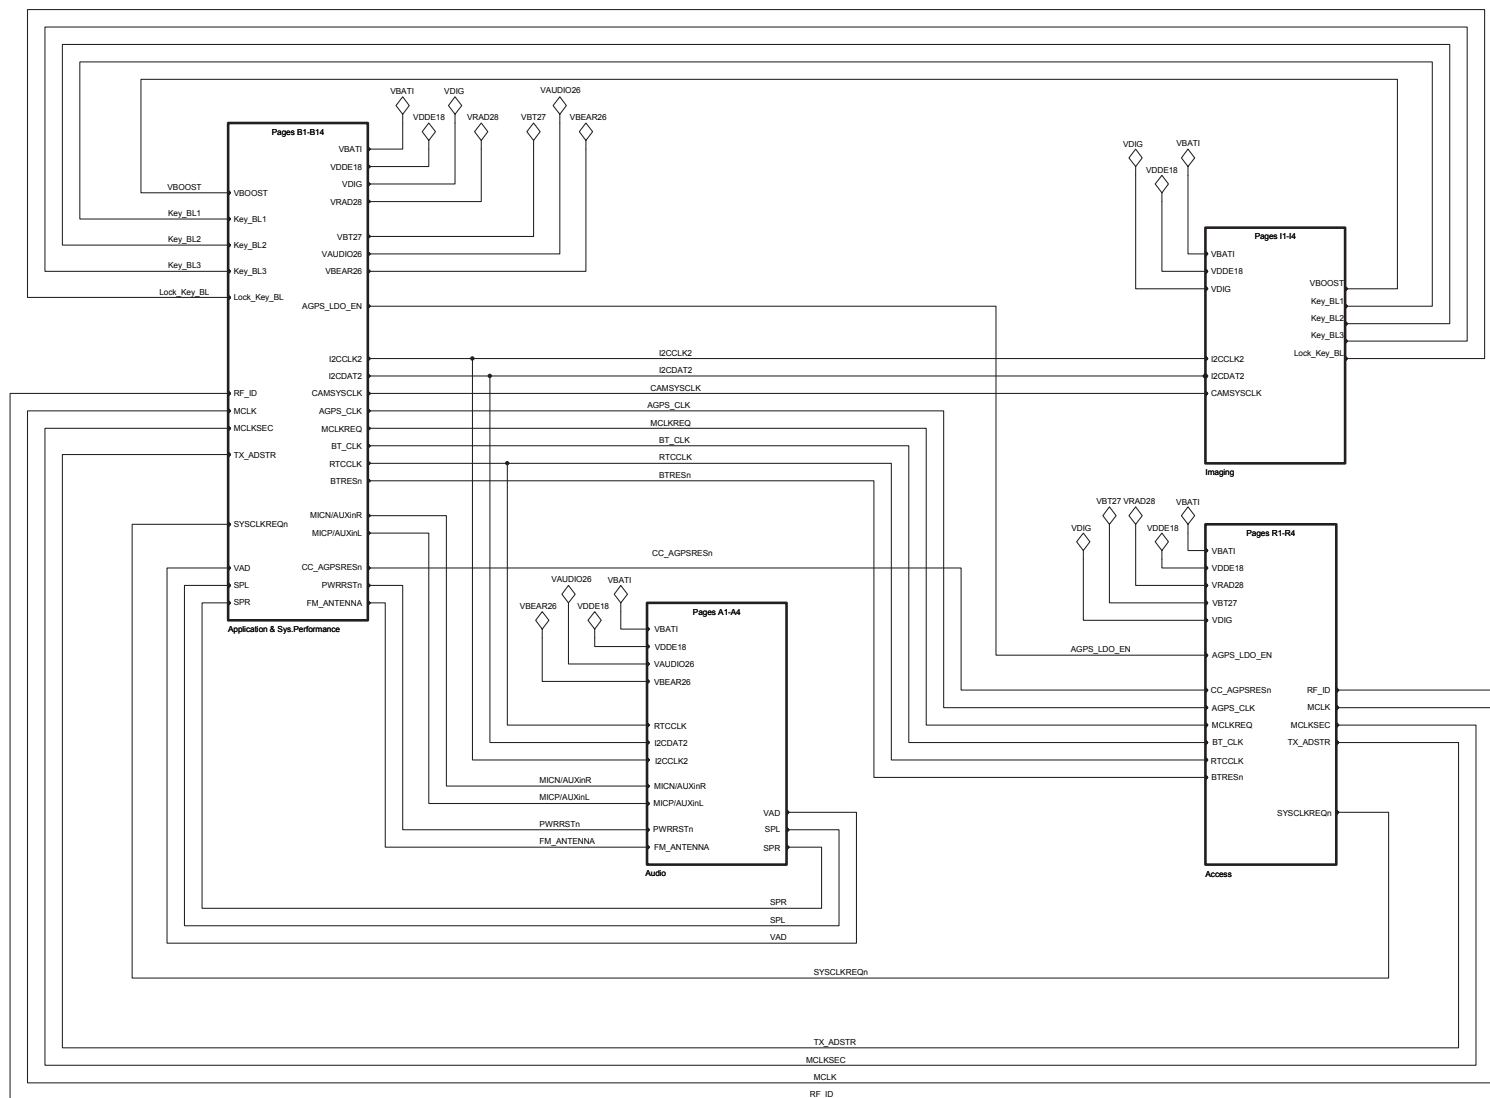 VBATI
VDIG
VAUDIO26
VDDE18
VRAD28
VBT27
VBEAR26
Pages B1-B14
VBATI
VDDE18
VDIG
VRAD28
VBT27
VAUDIO26
VBEAR26
AGPS_LDO_EN
I2CCLK2
I2CDAT2
CAMSYSCLK
AGPS_CLK
MCLKREQ
BT_CLK
RTCCLK
BTRESn
MICN/AUXinR
MICP/AUXinL
CC_AGPSRESn
PWRRSTn
FM_ANTENNA
VBOOST
VBOOST
Key_BL1
Key_BL1
Key_BL2
Key_BL2
Key_BL3
Key_BL3
Lock_Key_BL
Lock_Key_BL
RF_ID
MCLK
MCLKSEC
TX_ADSTR
SYSCLKREQn
VAD
SPL
SPR
Application & Sys.Performance
I2CCLK2
I2CDAT2
CAMSYSCLK
AGPS_CLK
MCLKREQ
BT_CLK
RTCCLK
BTRESn
CC_AGPSRESn
VDIG
VBATI
VDDE18
Pages I1-I4
VBATI
VDDE18
VDIG
VBOOST
Key_BL1
Key_BL2
Key_BL3
Lock_Key_BL
I2CCLK2
I2CDAT2
CAMSYSCLK
Imaging
VBT27
VRAD28
VBATI
VDIG
VDDE18
Pages R1-R4
VBATI
VDDE18
VRAD28
VBT27
VDIG
AGPS_LDO_EN
AGPS_LDO_EN
CC_AGPSRESn
AGPS_CLK
MCLKREQ
BT_CLK
RTCCLK
BTRESn
RF_ID
MCLK
MCLKSEC
TX_ADSTR
SYSCLKREQn
Access
VAUDIO26
VBATI
VBEAR26
VDDE18
Pages A1-A4
VBATI
VDDE18
VAUDIO26
VBEAR26
RTCCLK
I2CDAT2
I2CCLK2
MICN/AUXinR
MICN/AUXinR
MICP/AUXinL
MICP/AUXinL
PWRRSTn
PWRRSTn
FM_ANTENNA
FM_ANTENNA
VAD
SPL
SPR
Audio
SPR
SPL
VAD
SYSCLKREQn
TX_ADSTR
MCLKSEC
MCLK
RF_ID